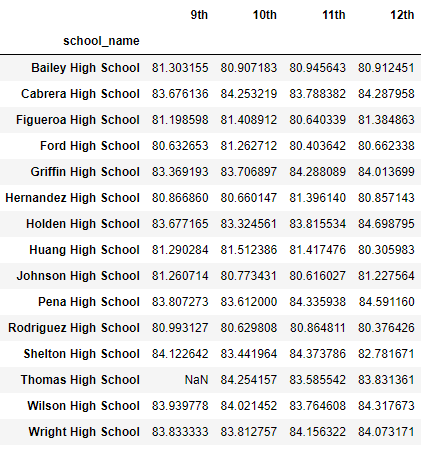 9th 10th 11th 12th
school_name
Bailey High School 81.303155 80.907183 80.945643 80.912451
Cabrera High School 83.676136 84.253219 83.788382 84.287958
Figueroa High School 81.198598 81.408912 80.640339 81.384863
Ford High School 80.632653 81.262712 80.403642 80.662338
Griffin High School 83.369193 83.706897 84.288089 84.013699
Hernandez High School 80.866860 80.660147 81.396140 80.857143
Holden High School 83.677165 83.324561 83.815534 84.698795
Huang High School 81.290284 81.512386 81.417476 80.305983
Johnson High School 81.260714 80.773431 80.616027 81.227564
Pena High School 83.807273 83.612000 84.335938 84.591160
Rodriguez High School 80.993127 80.629808 80.864811 80.376426
Shelton High School 84.122642 83.441964 84.373786 82.781671
Thomas High School NaN 84.254157 83.585542 83.831361
Wilson High School 83.939778 84.021452 83.764608 84.317673
Wright High School 83.833333 83.812757 84.156322 84.073171